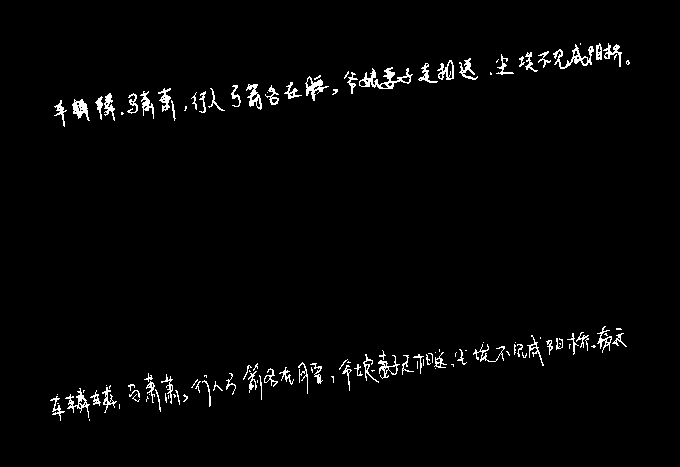 车辚辚，马萧萧，行人弓箭各在腰。爷娘妻子走相送，尘埃不见咸阳桥。
车辚辚，马萧萧，行人弓箭各在腰，爷娘妻子走相送，尘埃不见咸阳桥。